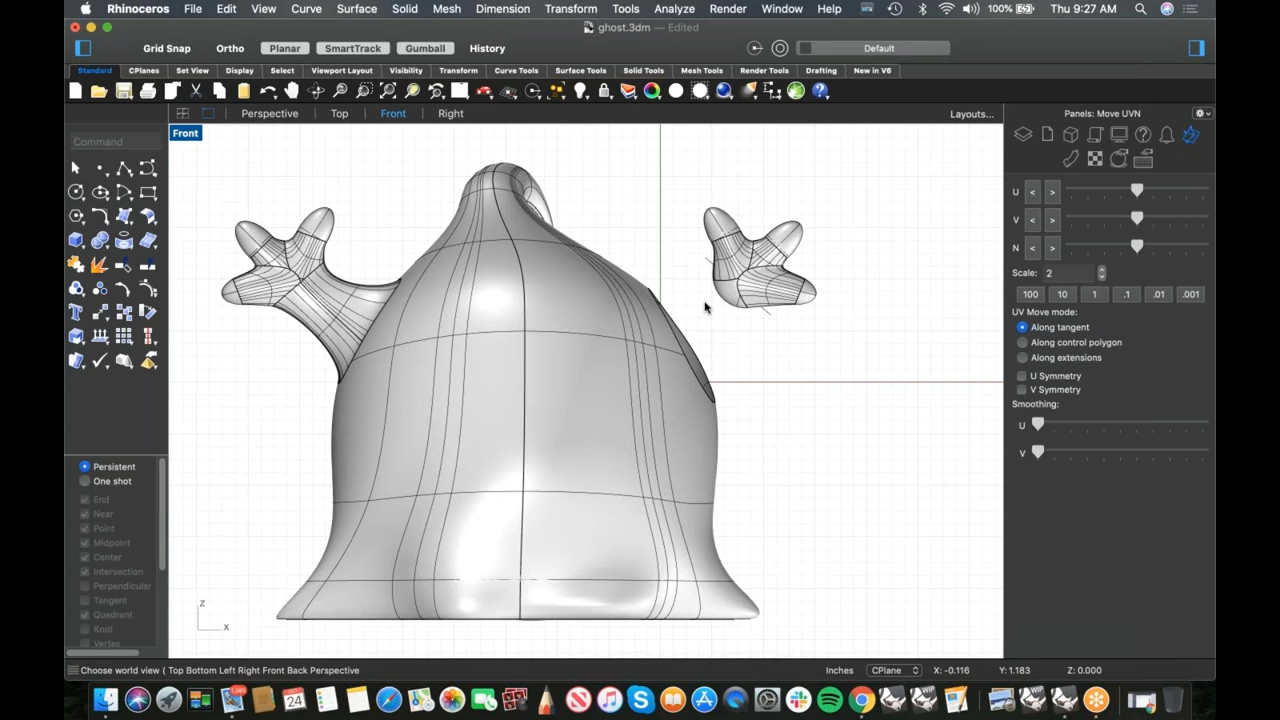 Rhinoceros File Edit View Curve Surface Solid Mesh Dimension Transform Tools Analyze Render Window Help 100% Thu 9:27 AM
ghost.3dm — Edited
Grid Snap Ortho Planar SmartTrack Gumball History Default
Standard CPlanes Set View Display Select Viewport Layout Visibility Transform Curve Tools Surface Tools Solid Tools Mesh Tools Render Tools Drafting New in V6
Perspective Top Front Right Layouts... Panels: Move UVN
Front
Command
U < >
V < >
N < >
Scale: 2
100 10 1 .1 .01 .001
UV Move mode:
Along tangent
Along control polygon
Along extensions
U Symmetry
V Symmetry
Smoothing:
U
V
Persistent
One shot
End
Near
Point
Midpoint
Center
Intersection
Perpendicular
Tangent
Quadrant
Knot
Vertex
Z
X
Choose world view ( Top Bottom Left Right Front Back Perspective Inches CPlane X: -0.116 Y: 1.183 Z: 0.000